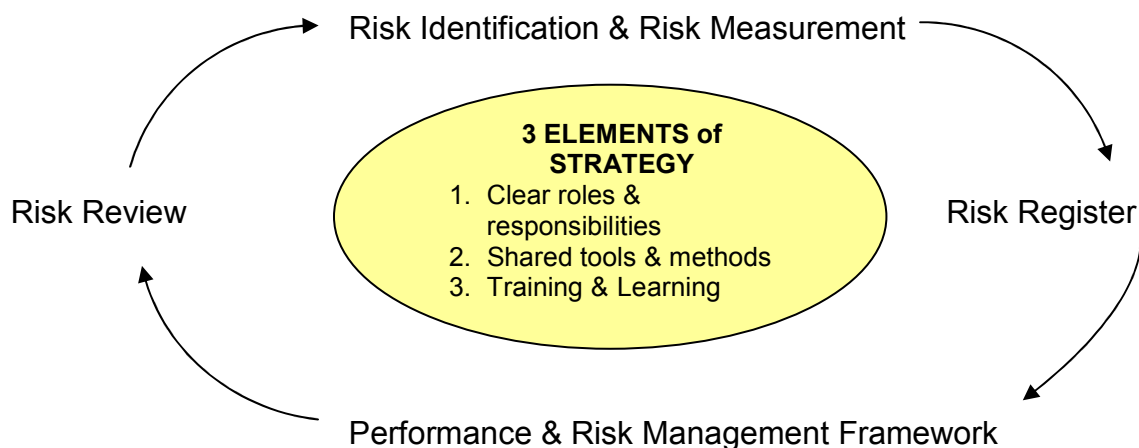 Risk Identification & Risk Measurement
3 ELEMENTS of
STRATEGY
1. Clear roles &
responsibilities
2. Shared tools & methods
3. Training & Learning
Risk Review
Risk Register
Performance & Risk Management Framework